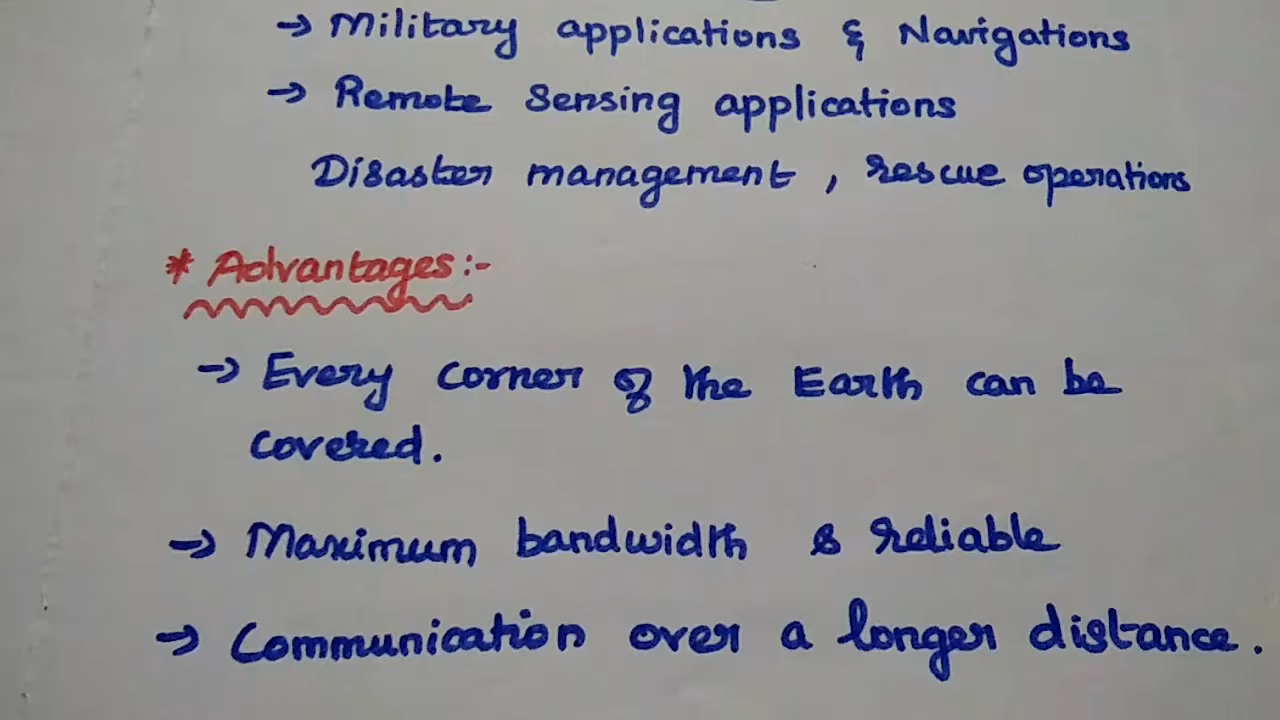 → Military applications & Navigations
→ Remote Sensing applications
Disaster management, rescue operations
* Advantages:-
→ Every corner of the Earth can be
covered.
→ Maximum bandwidth & reliable
→ Communication over a longer distance.